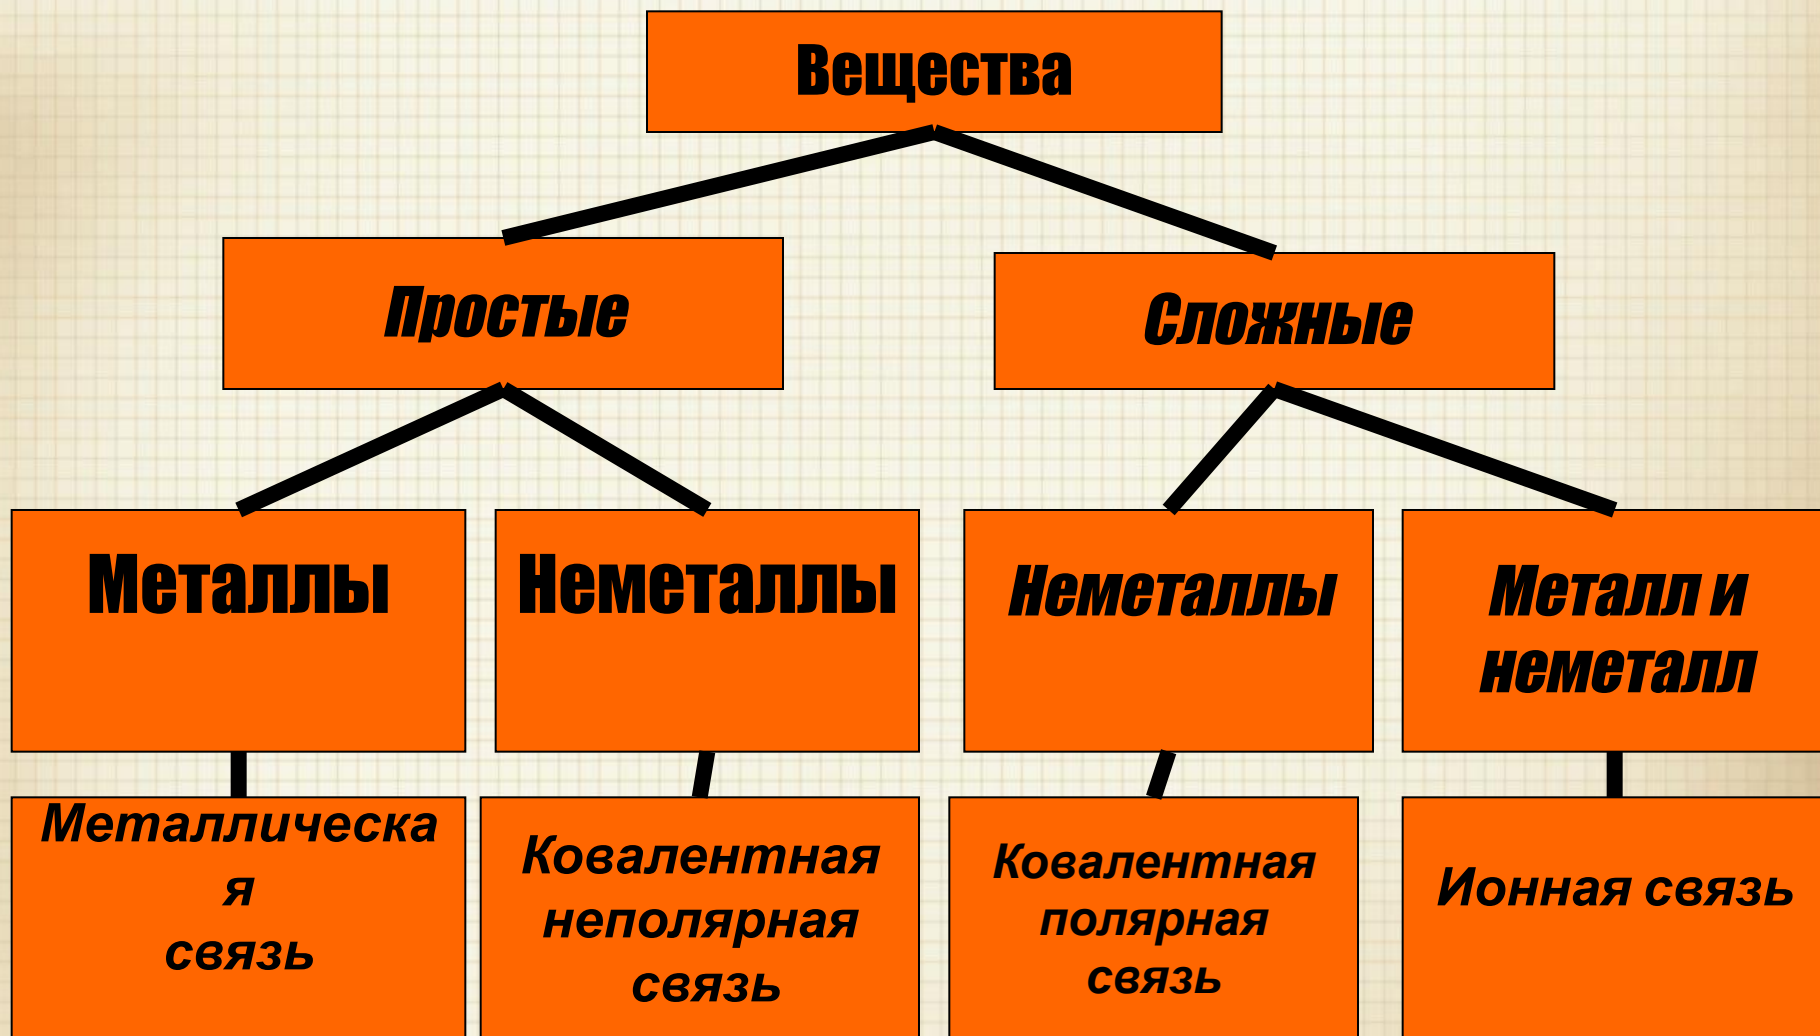 Вещества
Простые
Сложные
Металлы
Неметаллы
Неметаллы
Металл и
неметалл
Металлическа
я
связь
Ковалентная
неполярная
связь
Ковалентная
полярная
связь
Ионная связь